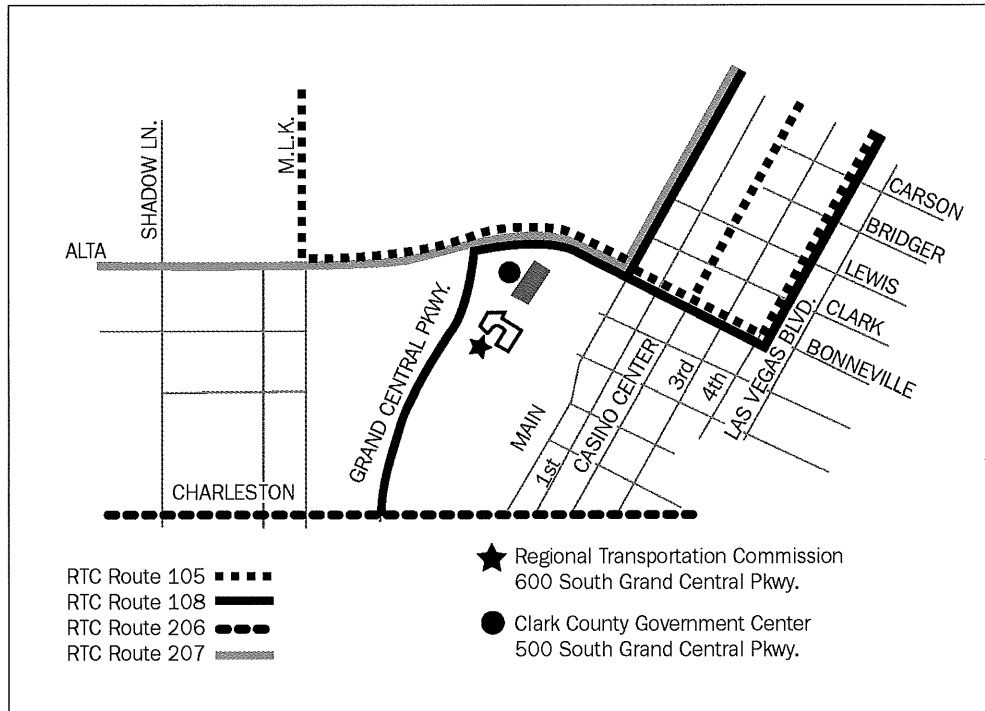 SHADOW LN.
M.L.K.
ALTA
CARSON
BRIDGER
LEWIS
CLARK
BONNEVILLE
GRAND CENTRAL PKWY.
MAIN
1st
CASINO CENTER
3rd
4th
LAS VEGAS BLVD.
CHARLESTON
RTC Route 105
RTC Route 108
RTC Route 206
RTC Route 207
Regional Transportation Commission
600 South Grand Central Pkwy.
Clark County Government Center
500 South Grand Central Pkwy.